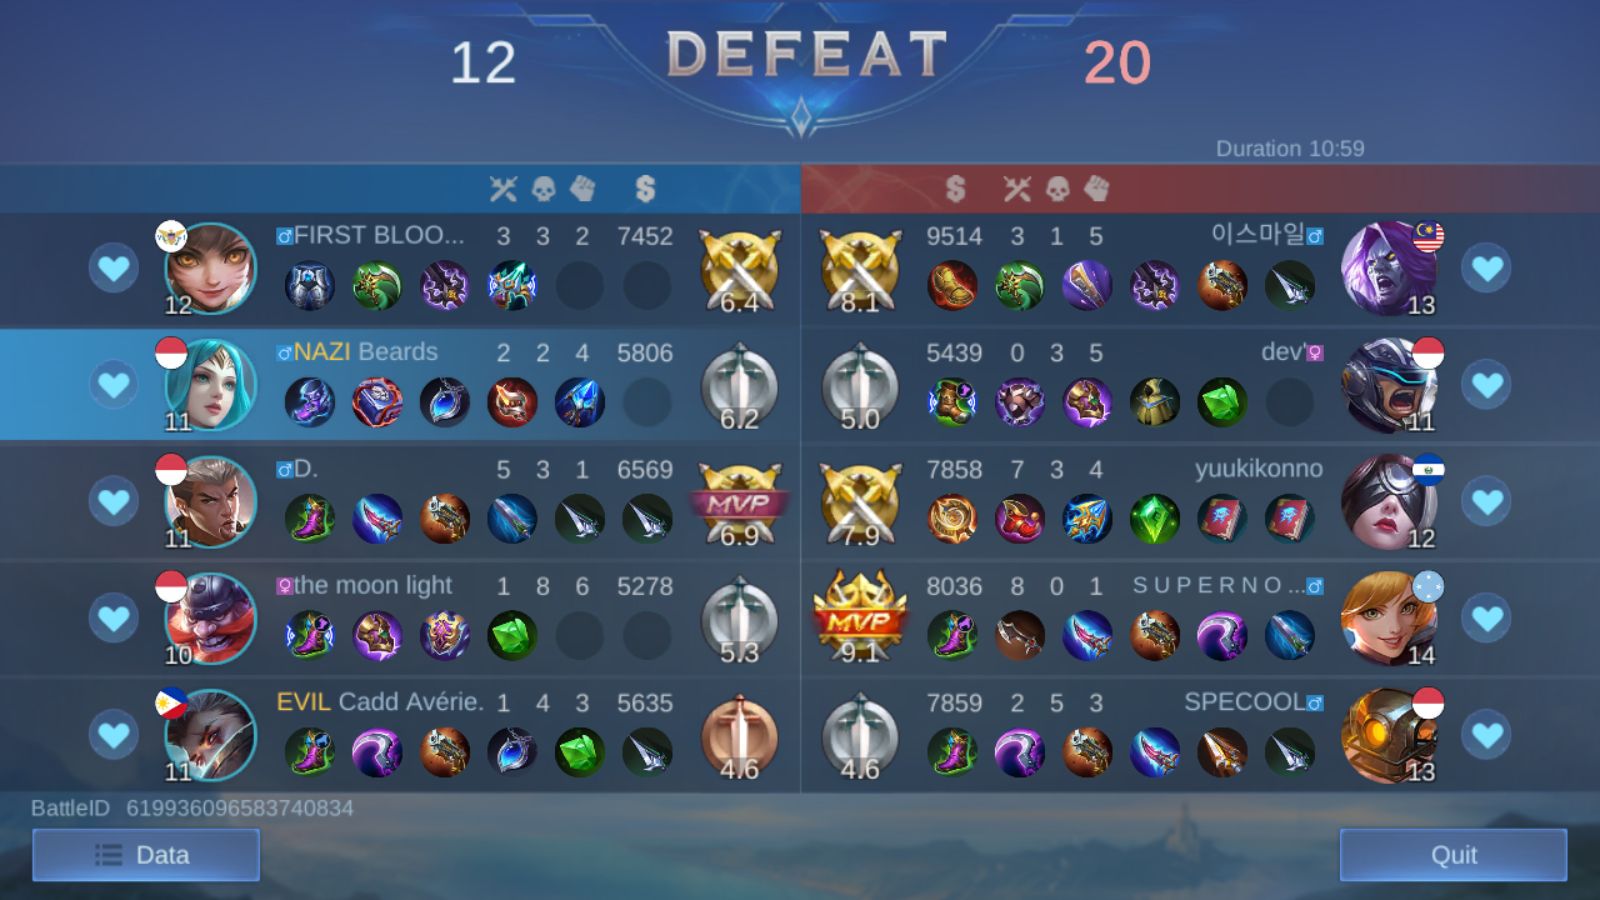 12 DEFEAT 20
Duration 10:59
FIRST BLOO... 3 3 2 7452
12 6.4
8.1 9514 3 1 5 이스마일
13
NAZI Beards 2 2 4 5806
11 6.2
5.0 5439 0 3 5 dev'
11
D. 5 3 1 6569
11 MVP 6.9
7.9 7858 7 3 4 yuukikonno
12
the moon light 1 8 6 5278
10 5.3
MVP 9.1 8036 8 0 1 S U P E R N O ...
14
EVIL Cadd Avérie. 1 4 3 5635
11 4.6
4.6 7859 2 5 3 SPECOOL
13
BattleID 619936096583740834
Data Quit